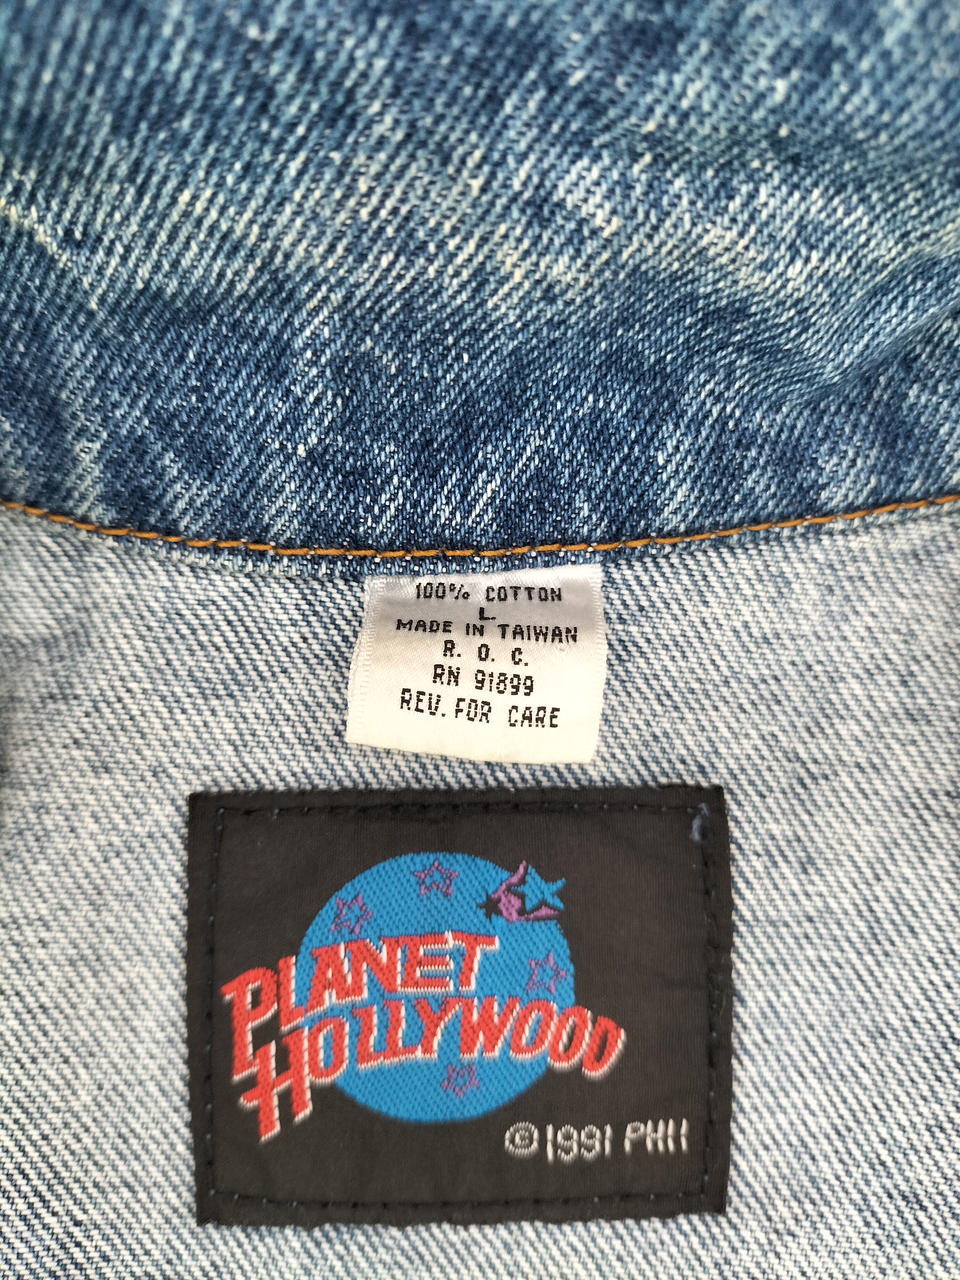 100% COTTON
L.
MADE IN TAIWAN
R. O. C.
RN 91899
REV. FOR CARE
PLANET
HOLLYWOOD
©1991 PHII